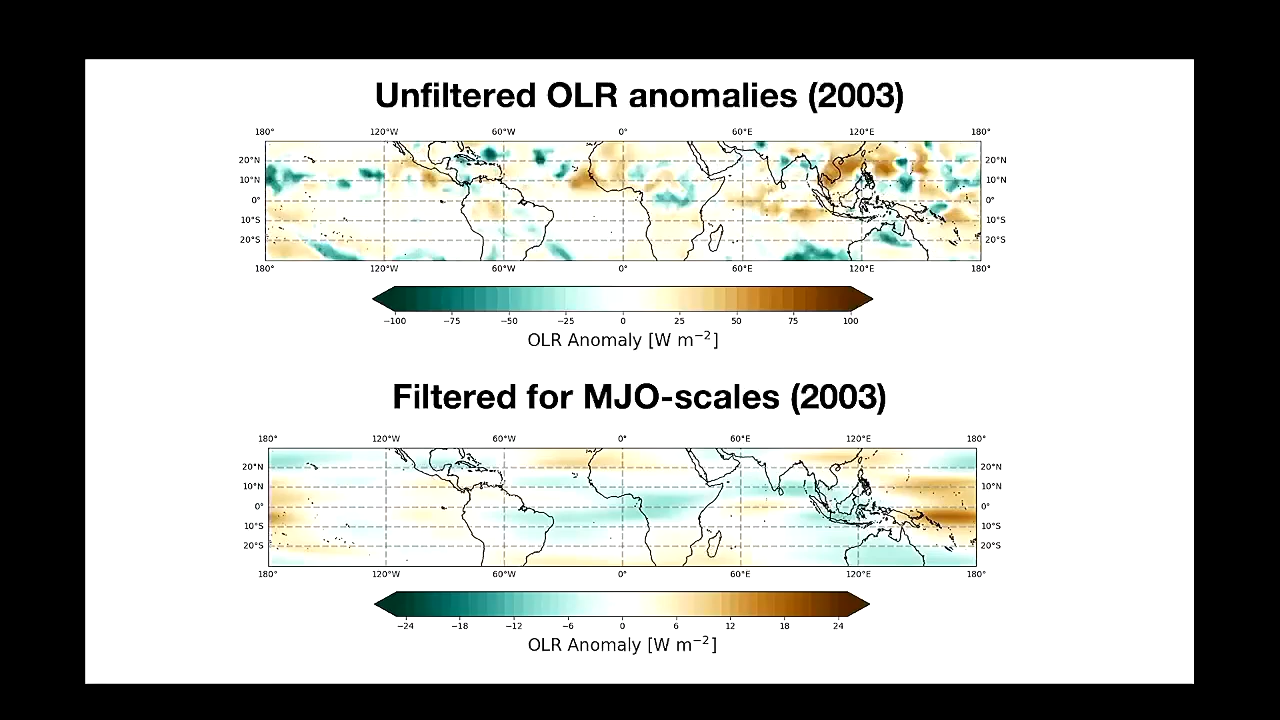 Unfiltered OLR anomalies (2003)
180° 120°W 60°W 0° 60°E 120°E 180°
20°N 20°N
10°N 10°N
0° 0°
10°S 10°S
20°S 20°S
180° 120°W 60°W 0° 60°E 120°E 180°
−100 −75 −50 −25 0 25 50 75 100
OLR Anomaly [W m⁻²]
Filtered for MJO-scales (2003)
180° 120°W 60°W 0° 60°E 120°E 180°
20°N 20°N
10°N 10°N
0° 0°
10°S 10°S
20°S 20°S
180° 120°W 60°W 0° 60°E 120°E 180°
−24 −18 −12 −6 0 6 12 18 24
OLR Anomaly [W m⁻²]